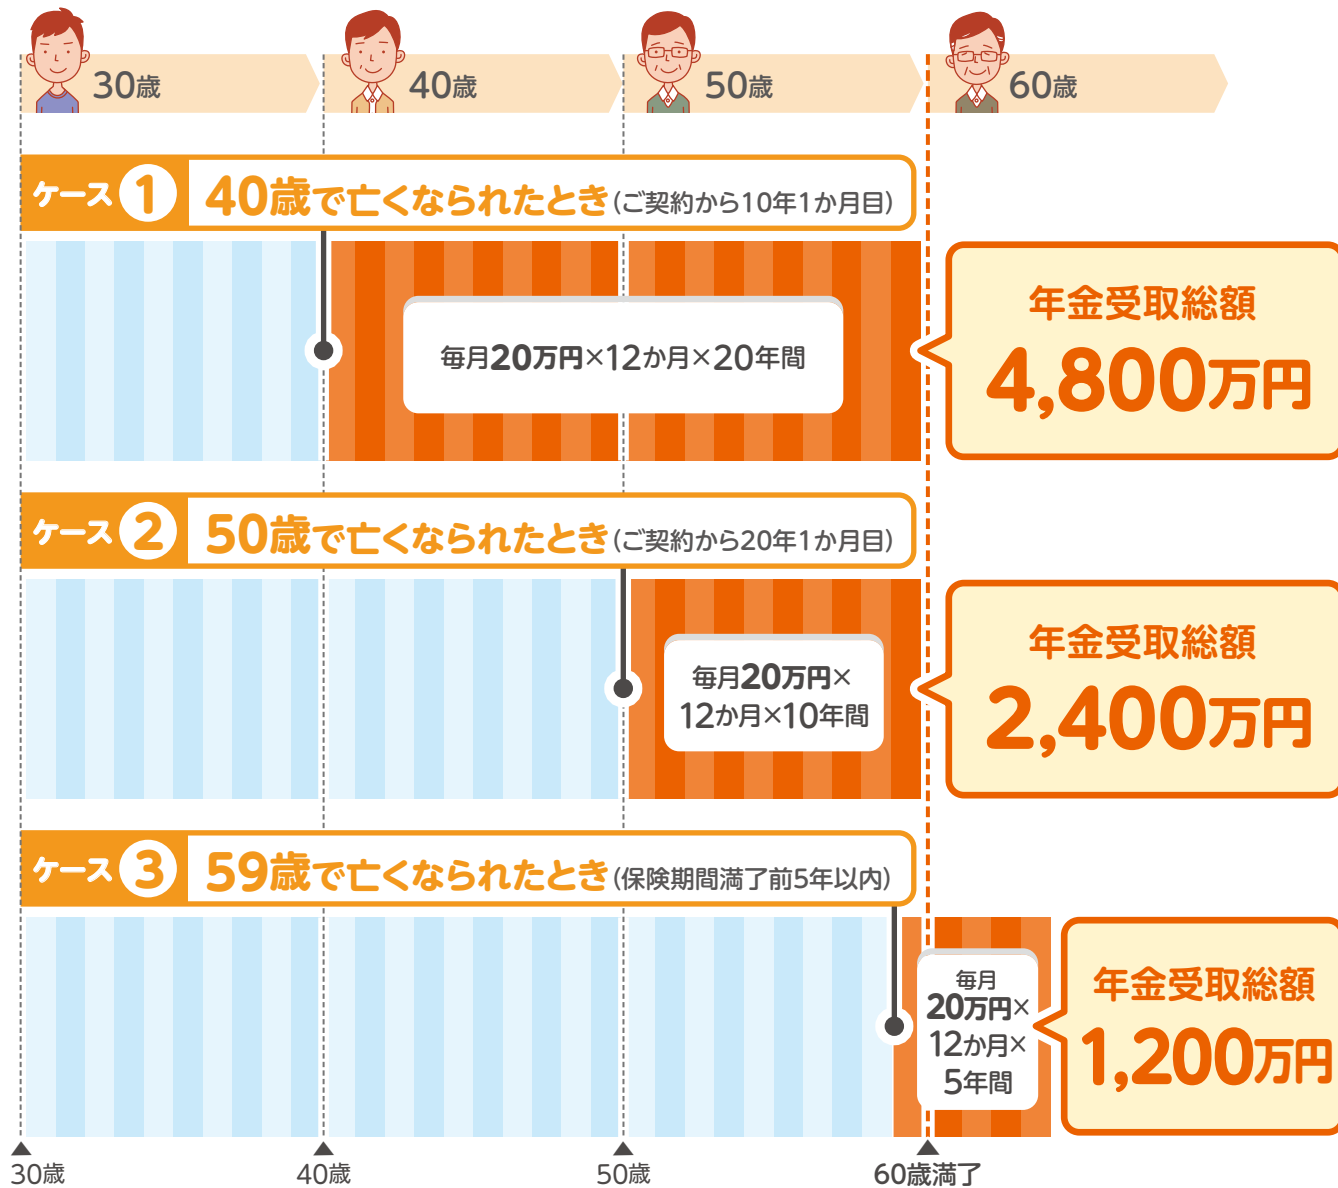 30歳
40歳
50歳
60歳
ケース 1 40歳で亡くなられたとき(ご契約から10年1か月目)
毎月20万円×12か月×20年間
年金受取総額
4,800万円
ケース 2 50歳で亡くなられたとき(ご契約から20年1か月目)
毎月20万円×
12か月×10年間
年金受取総額
2,400万円
ケース 3 59歳で亡くなられたとき(保険期間満了前5年以内)
毎月
20万円×
12か月×
5年間
年金受取総額
1,200万円
30歳
40歳
50歳
60歳満了